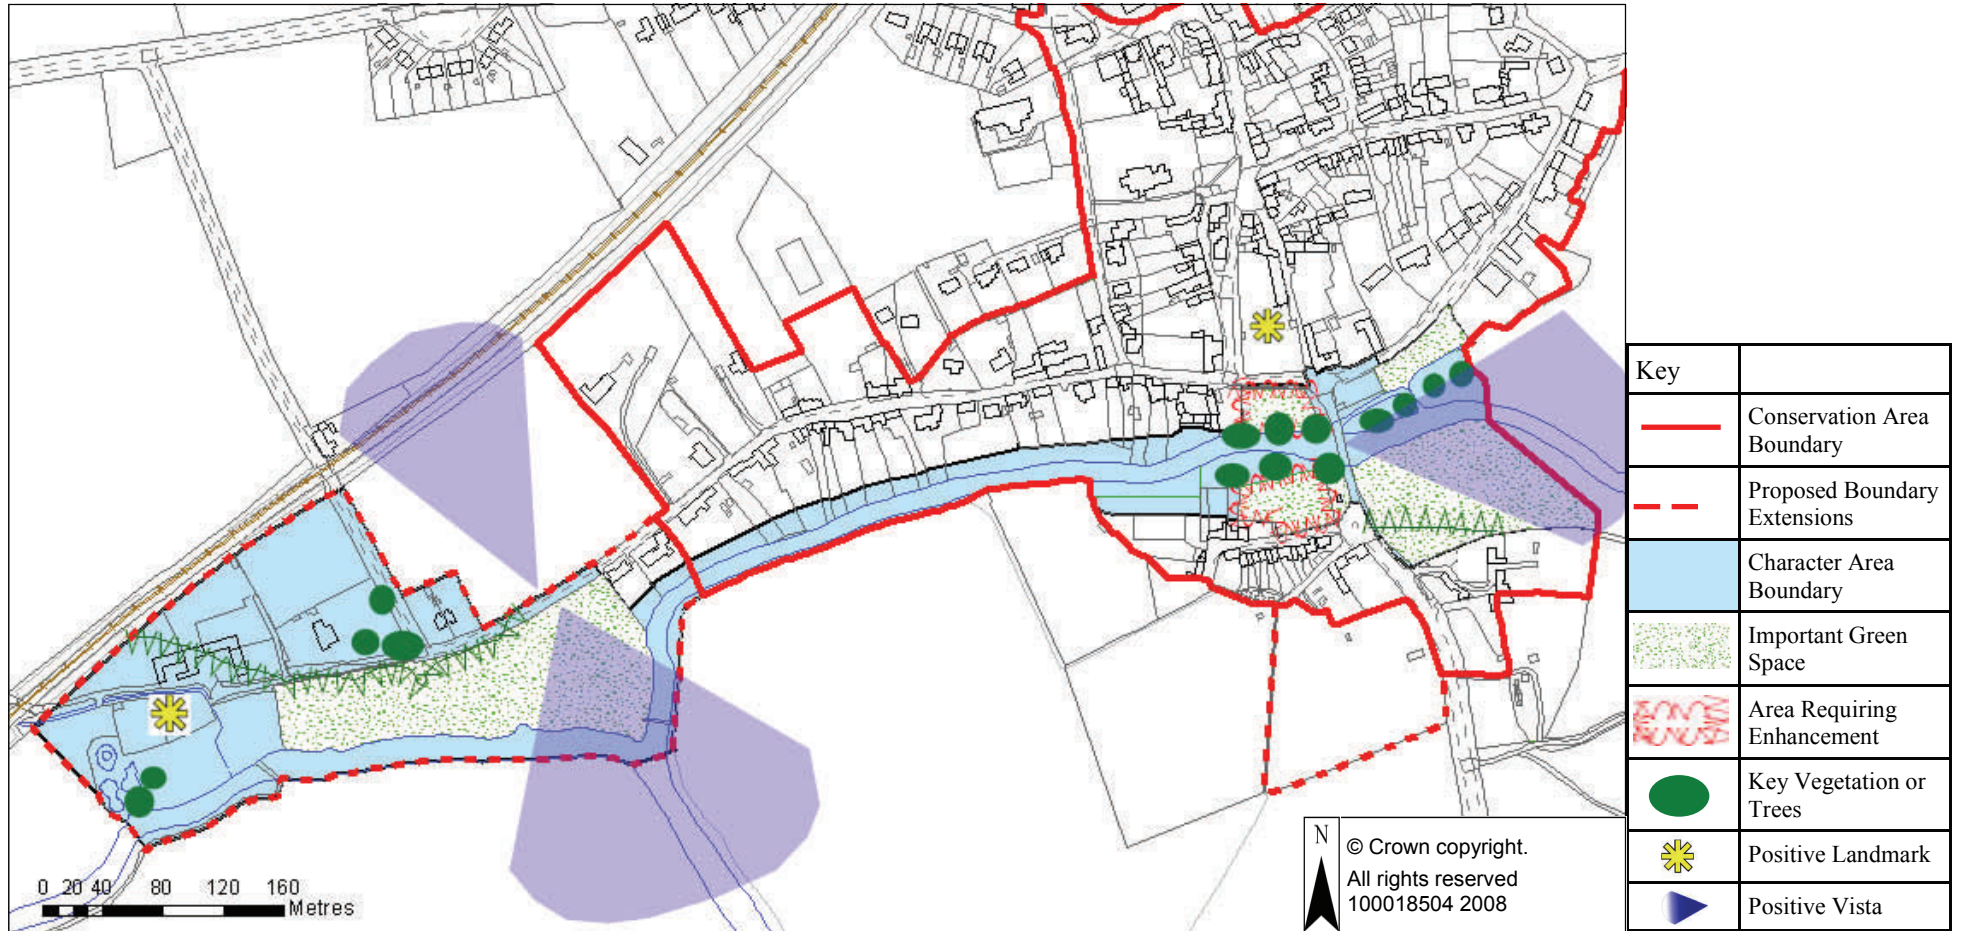 Key
Conservation Area
Boundary
Proposed Boundary
Extensions
Character Area
Boundary
Important Green
Space
Area Requiring
Enhancement
Key Vegetation or
Trees
Positive Landmark
Positive Vista
N
© Crown copyright.
All rights reserved
100018504 2008
0 20 40 80 120 160
Metres